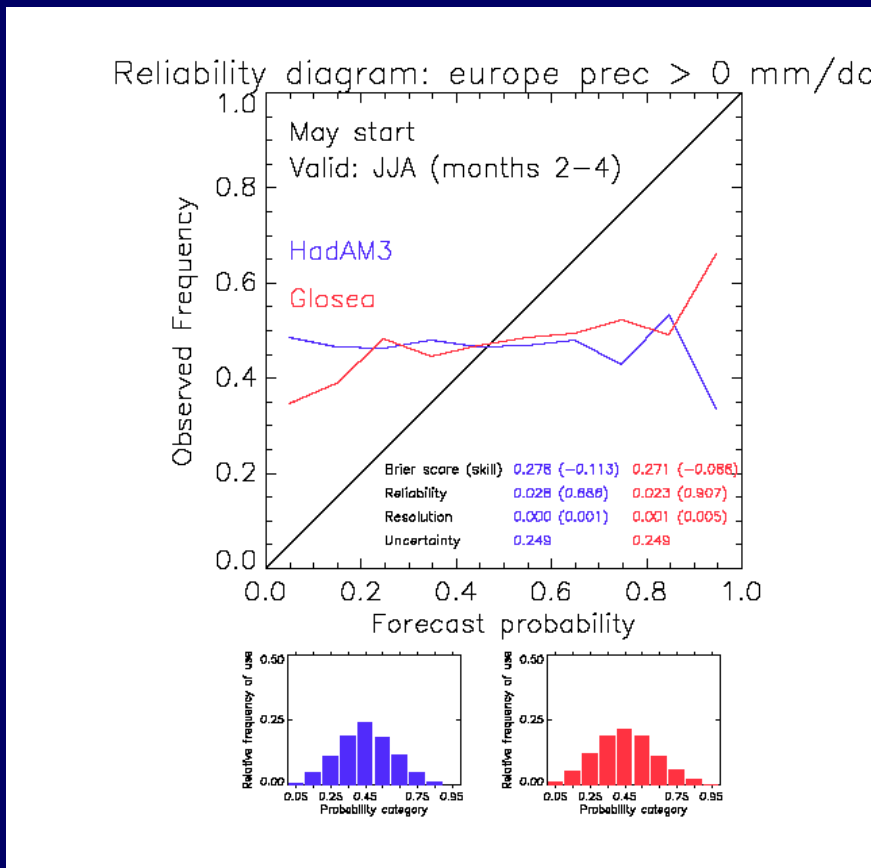 Reliability diagram: europe prec > 0 mm/da
May start
Valid: JJA (months 2-4)
HadAM3
Glosea
Observed Frequency
1.0
0.8
0.6
0.4
0.2
0.0
Brier score (skill) 0.278 (-0.113) 0.271
Reliability 0.028 0.023 (0.907)
Resolution 0.000 (0.001) 0.001 (0.005)
Uncertainty 0.249 0.249
0.0 0.2 0.4 0.6 0.8 1.0
Forecast probability
Relative frequency of use
0.50
0.25
0.00
0.05 0.25 0.45 0.75 0.95
Probability category
Relative frequency of use
0.50
0.25
0.00
0.05 0.25 0.45 0.75 0.95
Probability category